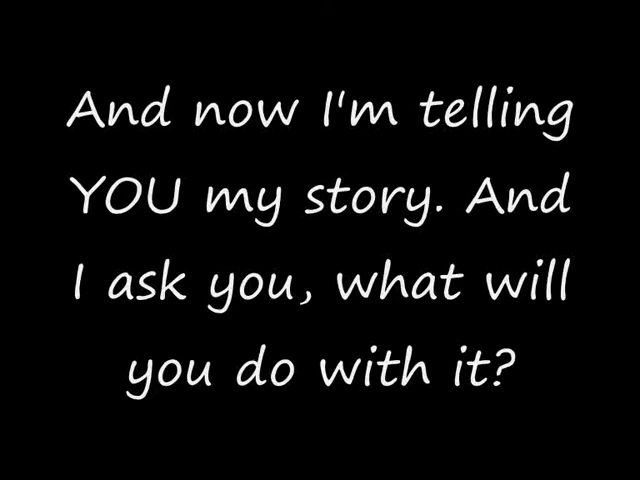 And now I'm telling
YOU my story. And
I ask you, what will
you do with it?